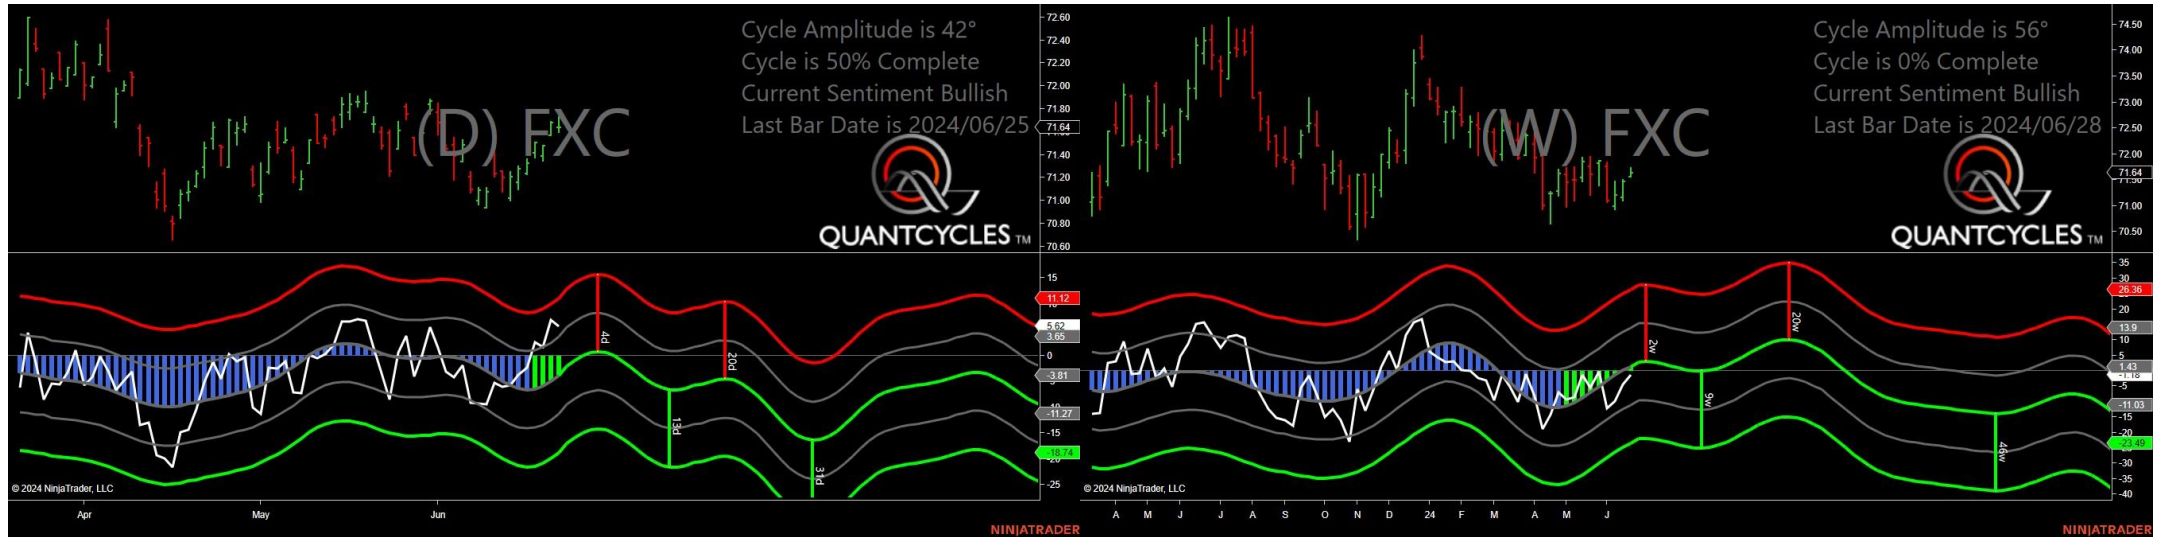 Cycle Amplitude is 42°
Cycle is 50% Complete
Current Sentiment Bullish
Last Bar Date is 2024/06/25
(D) FXC
QUANTCYCLES TM
72.60
72.40
72.20
72.00
71.80
71.64
71.40
71.20
71.00
70.80
70.60
15
11.12
5.62
3.65
0
-3.81
-11.27
-15
-18.74
-25
4d
13d
20d
31d
© 2024 NinjaTrader, LLC
Apr May Jun
NINJATRADER
Cycle Amplitude is 56°
Cycle is 0% Complete
Current Sentiment Bullish
Last Bar Date is 2024/06/28
(W) FXC
QUANTCYCLES TM
74.50
74.00
73.50
73.00
72.50
72.00
71.64
71.50
71.00
70.50
35
30
26.36
20
13.9
10
5
1.43
-1.18
-5
-11.03
-15
-20
-23.49
-30
-35
-40
2w
9w
20w
46w
© 2024 NinjaTrader, LLC
A M J J A S O N D 24 F M A M J
NINJATRADER